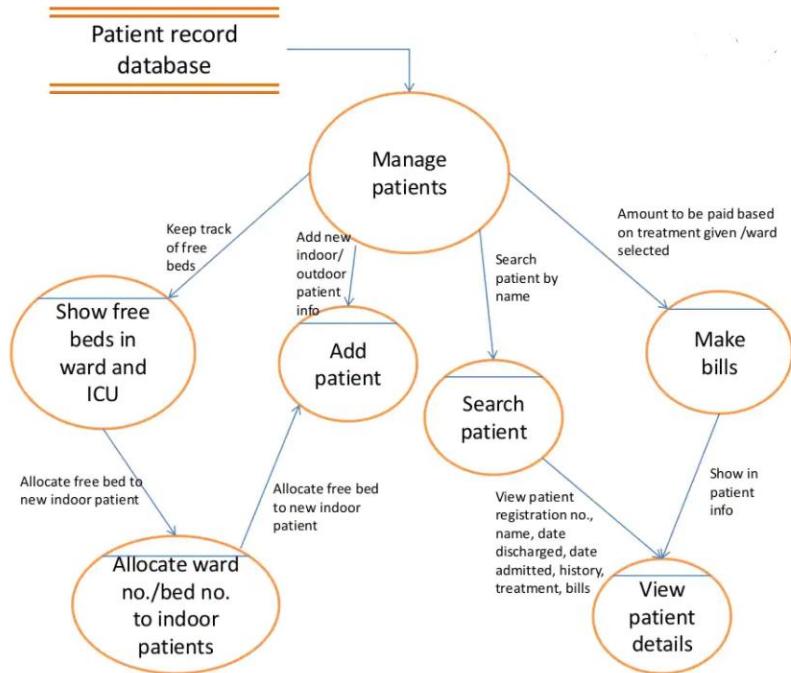 Patient record
database
Manage
patients
Keep track
of free
beds
Add new
indoor/
outdoor
patient
info
Search
patient by
name
Amount to be paid based
on treatment given /ward
selected
Show free
beds in
ward and
ICU
Add
patient
Search
patient
Make
bills
Allocate free bed to
new indoor patient
Allocate free bed
to new indoor
patient
View patient
registration no.,
name, date
discharged, date
admitted, history,
treatment, bills
Show in
patient
info
Allocate ward
no./bed no.
to indoor
patients
View
patient
details